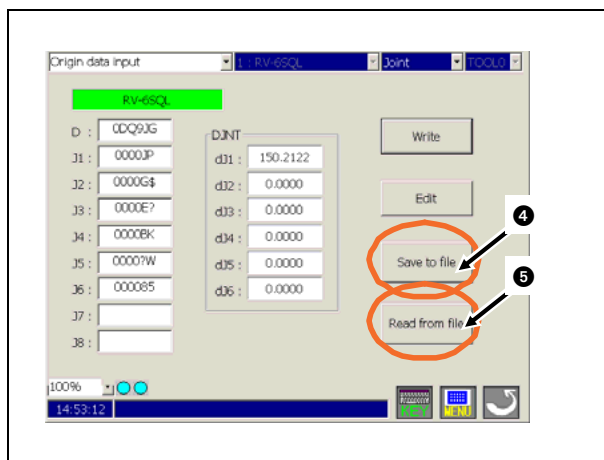 Origin data input 1 : RV-6SQL Joint TOOL0
RV-6SQL
D : 0DQ9JG
J1 : 0000JP
J2 : 0000G$
J3 : 0000E?
J4 : 0000BK
J5 : 0000?W
J6 : 000085
J7 :
J8 :
DJNT
dJ1 : 150.2122
dJ2 : 0.0000
dJ3 : 0.0000
dJ4 : 0.0000
dJ5 : 0.0000
dJ6 : 0.0000
Write
Edit
Save to file
Read from file
❹
❺
100%
14:53:12
KEY
MENU